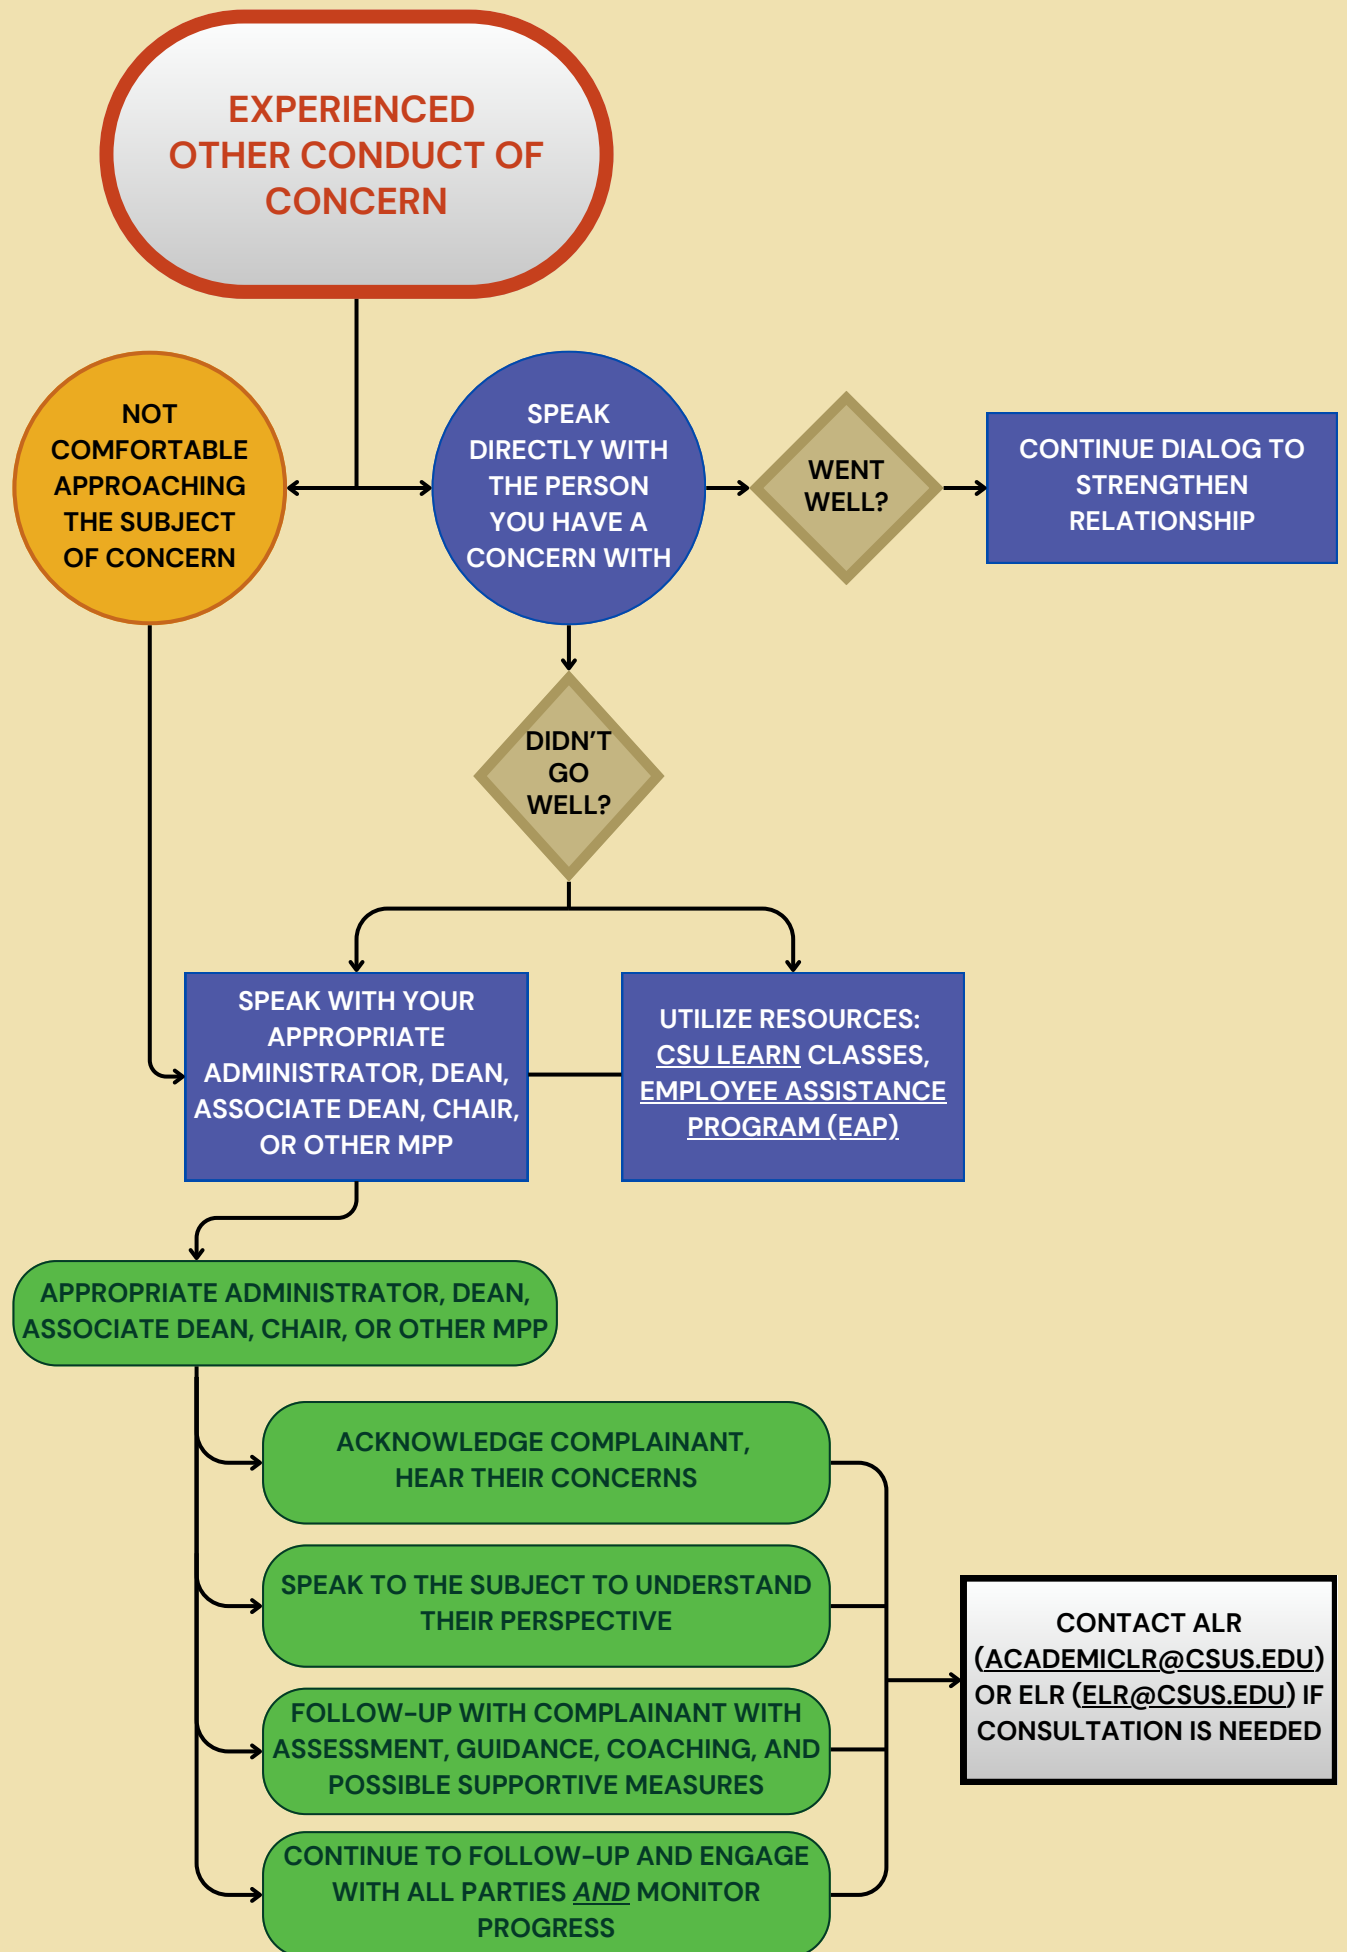 EXPERIENCED
OTHER CONDUCT OF
CONCERN
NOT
COMFORTABLE
APPROACHING
THE SUBJECT
OF CONCERN
SPEAK
DIRECTLY WITH
THE PERSON
YOU HAVE A
CONCERN WITH
WENT
WELL?
CONTINUE DIALOG TO
STRENGTHEN
RELATIONSHIP
DIDN'T
GO
WELL?
SPEAK WITH YOUR
APPROPRIATE
ADMINISTRATOR, DEAN,
ASSOCIATE DEAN, CHAIR,
OR OTHER MPP
UTILIZE RESOURCES:
CSU LEARN CLASSES,
EMPLOYEE ASSISTANCE
PROGRAM (EAP)
APPROPRIATE ADMINISTRATOR, DEAN,
ASSOCIATE DEAN, CHAIR, OR OTHER MPP
ACKNOWLEDGE COMPLAINANT,
HEAR THEIR CONCERNS
SPEAK TO THE SUBJECT TO UNDERSTAND
THEIR PERSPECTIVE
FOLLOW-UP WITH COMPLAINANT WITH
ASSESSMENT, GUIDANCE, COACHING, AND
POSSIBLE SUPPORTIVE MEASURES
CONTINUE TO FOLLOW-UP AND ENGAGE
WITH ALL PARTIES AND MONITOR
PROGRESS
CONTACT ALR
(ACADEMICLR@CSUS.EDU)
OR ELR (ELR@CSUS.EDU) IF
CONSULTATION IS NEEDED